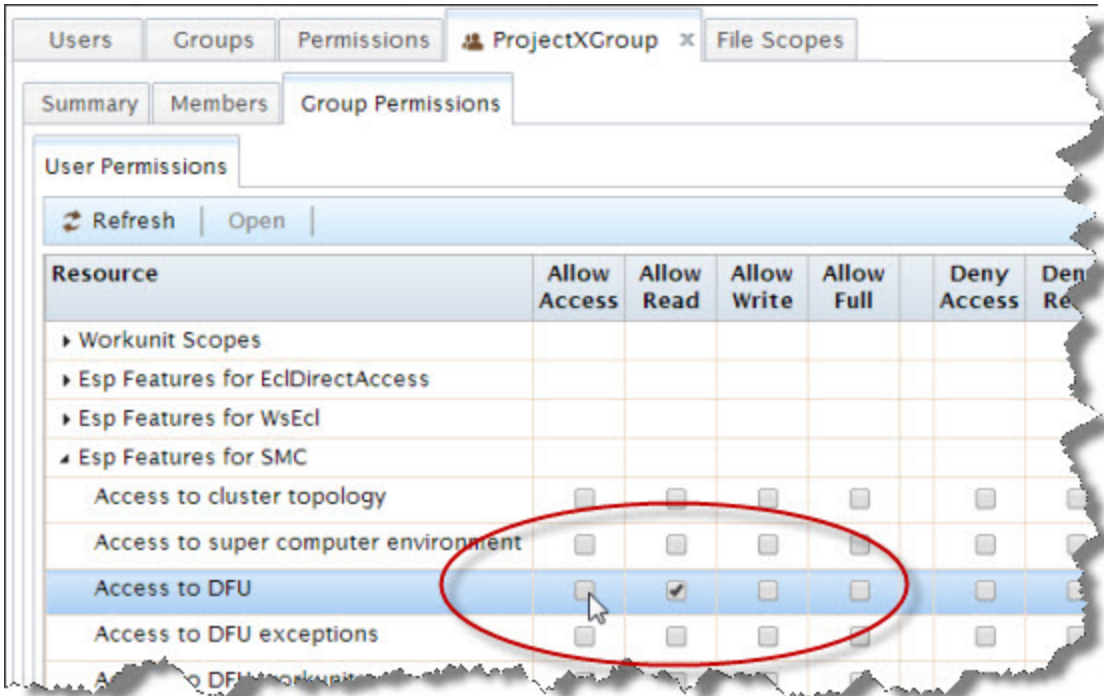 Users Groups Permissions ProjectXGroup x File Scopes
Summary Members Group Permissions
User Permissions
Refresh Open
Resource Allow Access Allow Read Allow Write Allow Full Deny Access
Workunit Scopes
Esp Features for EclDirectAccess
Esp Features for WsEcl
Esp Features for SMC
Access to cluster topology
Access to super computer environment
Access to DFU
Access to DFU exceptions